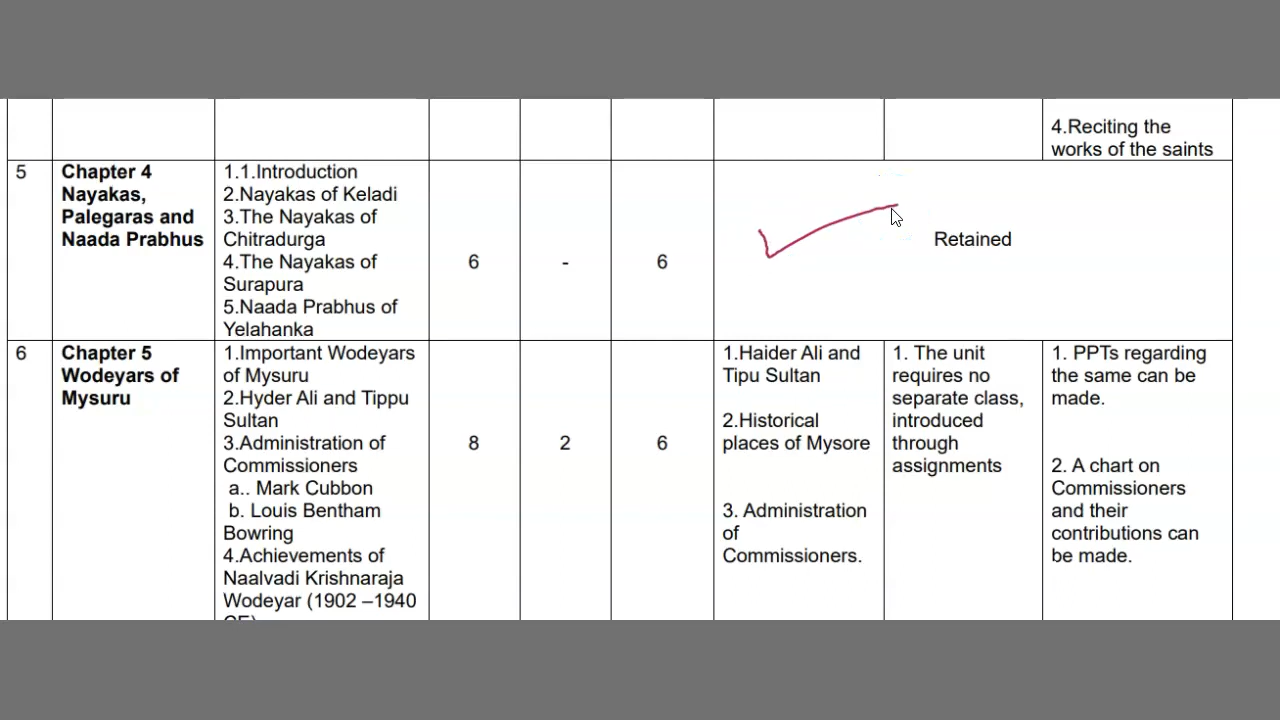 4.Reciting the
works of the saints
5
Chapter 4
Nayakas,
Palegaras and
Naada Prabhus
1.1.Introduction
2.Nayakas of Keladi
3.The Nayakas of
Chitradurga
4.The Nayakas of
Surapura
5.Naada Prabhus of
Yelahanka
6
-
6
Retained
6
Chapter 5
Wodeyars of
Mysuru
1.Important Wodeyars
of Mysuru
2.Hyder Ali and Tippu
Sultan
3.Administration of
Commissioners
a.. Mark Cubbon
b. Louis Bentham
Bowring
4.Achievements of
Naalvadi Krishnaraja
Wodeyar (1902 –1940
CE)
8
2
6
1.Haider Ali and
Tipu Sultan
2.Historical
places of Mysore
3. Administration
of
Commissioners.
1. The unit
requires no
separate class,
introduced
through
assignments
1. PPTs regarding
the same can be
made.
2. A chart on
Commissioners
and their
contributions can
be made.